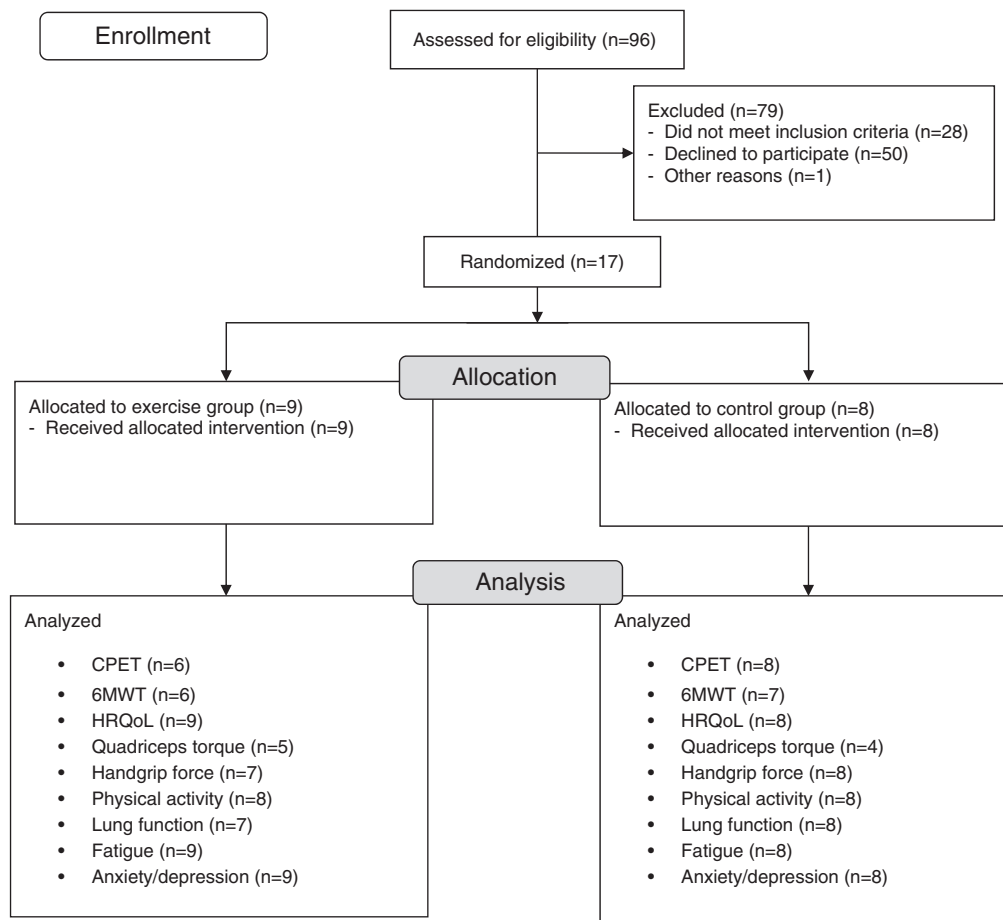 Enrollment
Assessed for eligibility (n=96)
Excluded (n=79)
- Did not meet inclusion criteria (n=28)
- Declined to participate (n=50)
- Other reasons (n=1)
Randomized (n=17)
Allocation
Allocated to exercise group (n=9)
- Received allocated intervention (n=9)
Allocated to control group (n=8)
- Received allocated intervention (n=8)
Analysis
Analyzed
• CPET (n=6)
• 6MWT (n=6)
• HRQoL (n=9)
• Quadriceps torque (n=5)
• Handgrip force (n=7)
• Physical activity (n=8)
• Lung function (n=7)
• Fatigue (n=9)
• Anxiety/depression (n=9)
Analyzed
• CPET (n=8)
• 6MWT (n=7)
• HRQoL (n=8)
• Quadriceps torque (n=4)
• Handgrip force (n=8)
• Physical activity (n=8)
• Lung function (n=8)
• Fatigue (n=8)
• Anxiety/depression (n=8)